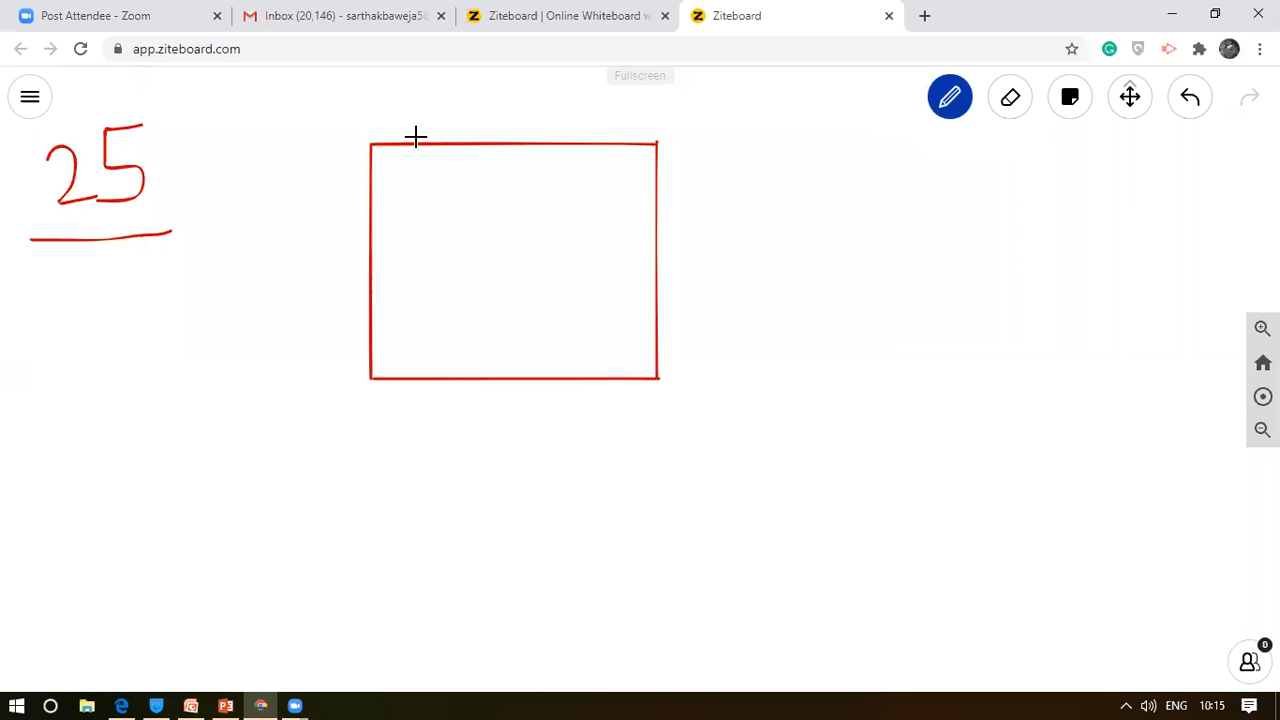 Post Attendee - Zoom
Inbox (20,146) - sarthakbaweja5
Ziteboard | Online Whiteboard w
Ziteboard
app.ziteboard.com
Fullscreen
25
0
ENG
10:15